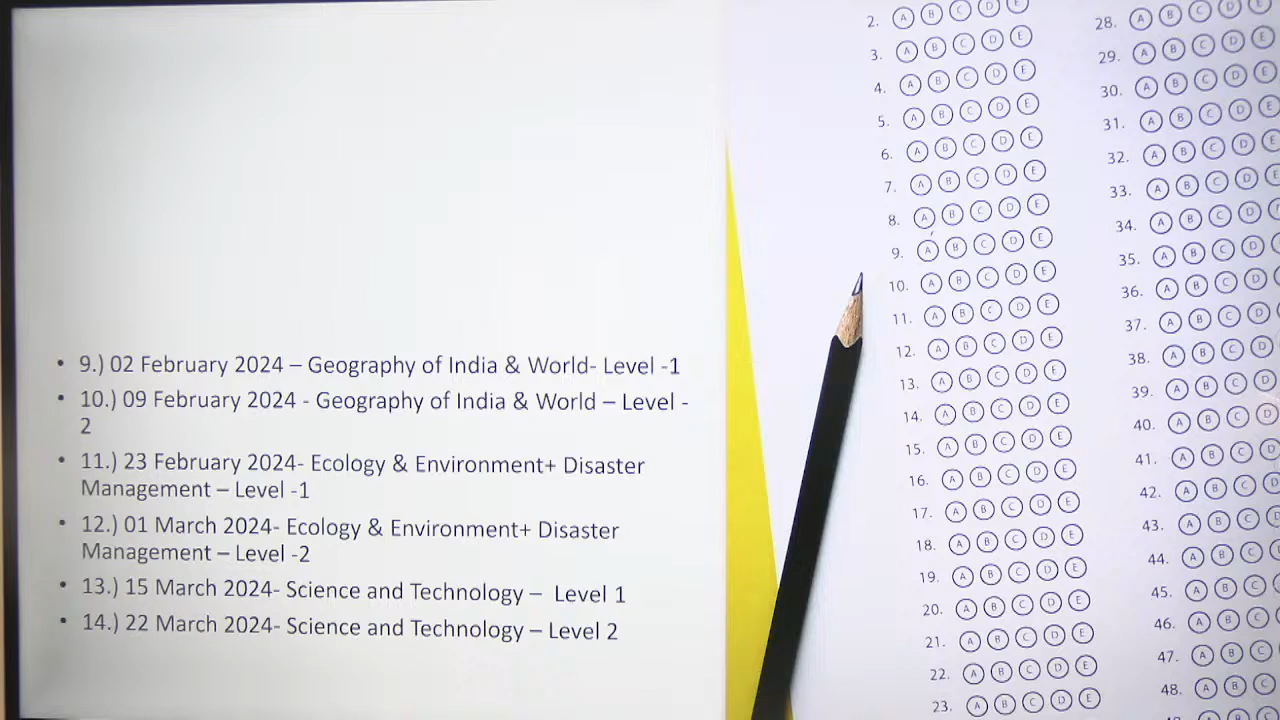 • 9.) 02 February 2024 – Geography of India & World- Level -1
• 10.) 09 February 2024 - Geography of India & World – Level -
2
• 11.) 23 February 2024- Ecology & Environment+ Disaster
Management – Level -1
• 12.) 01 March 2024- Ecology & Environment+ Disaster
Management – Level -2
• 13.) 15 March 2024- Science and Technology – Level 1
• 14.) 22 March 2024- Science and Technology – Level 2
2. A B C D E
3. A B C D E
4. A B C D E
5. A B C D E
6. A B C D E
7. A B C D E
8. A B C D E
9. A B C D E
10. A B C D E
11. A B C D E
12. A B C D E
13. A B C D E
14. A B C D E
15. A B C D E
16. A B C D E
17. A B C D E
18. A B C D E
19. A B C D E
20. A B C D E
21. A B C D E
22. A B C D E
23. A B C D E
28. A B C D E
29. A B C D E
30. A B C D E
31. A B C D E
32. A B C D E
33. A B C D E
34. A B C D
35. A B C D
36. A B C D
37. A B C D
38. A B C D
39. A B C D
40. A B C D
41. A B C D
42. A B C D
43. A B C D
44. A B C
45. A B C
46. A B C
47. A B C
48. A B C